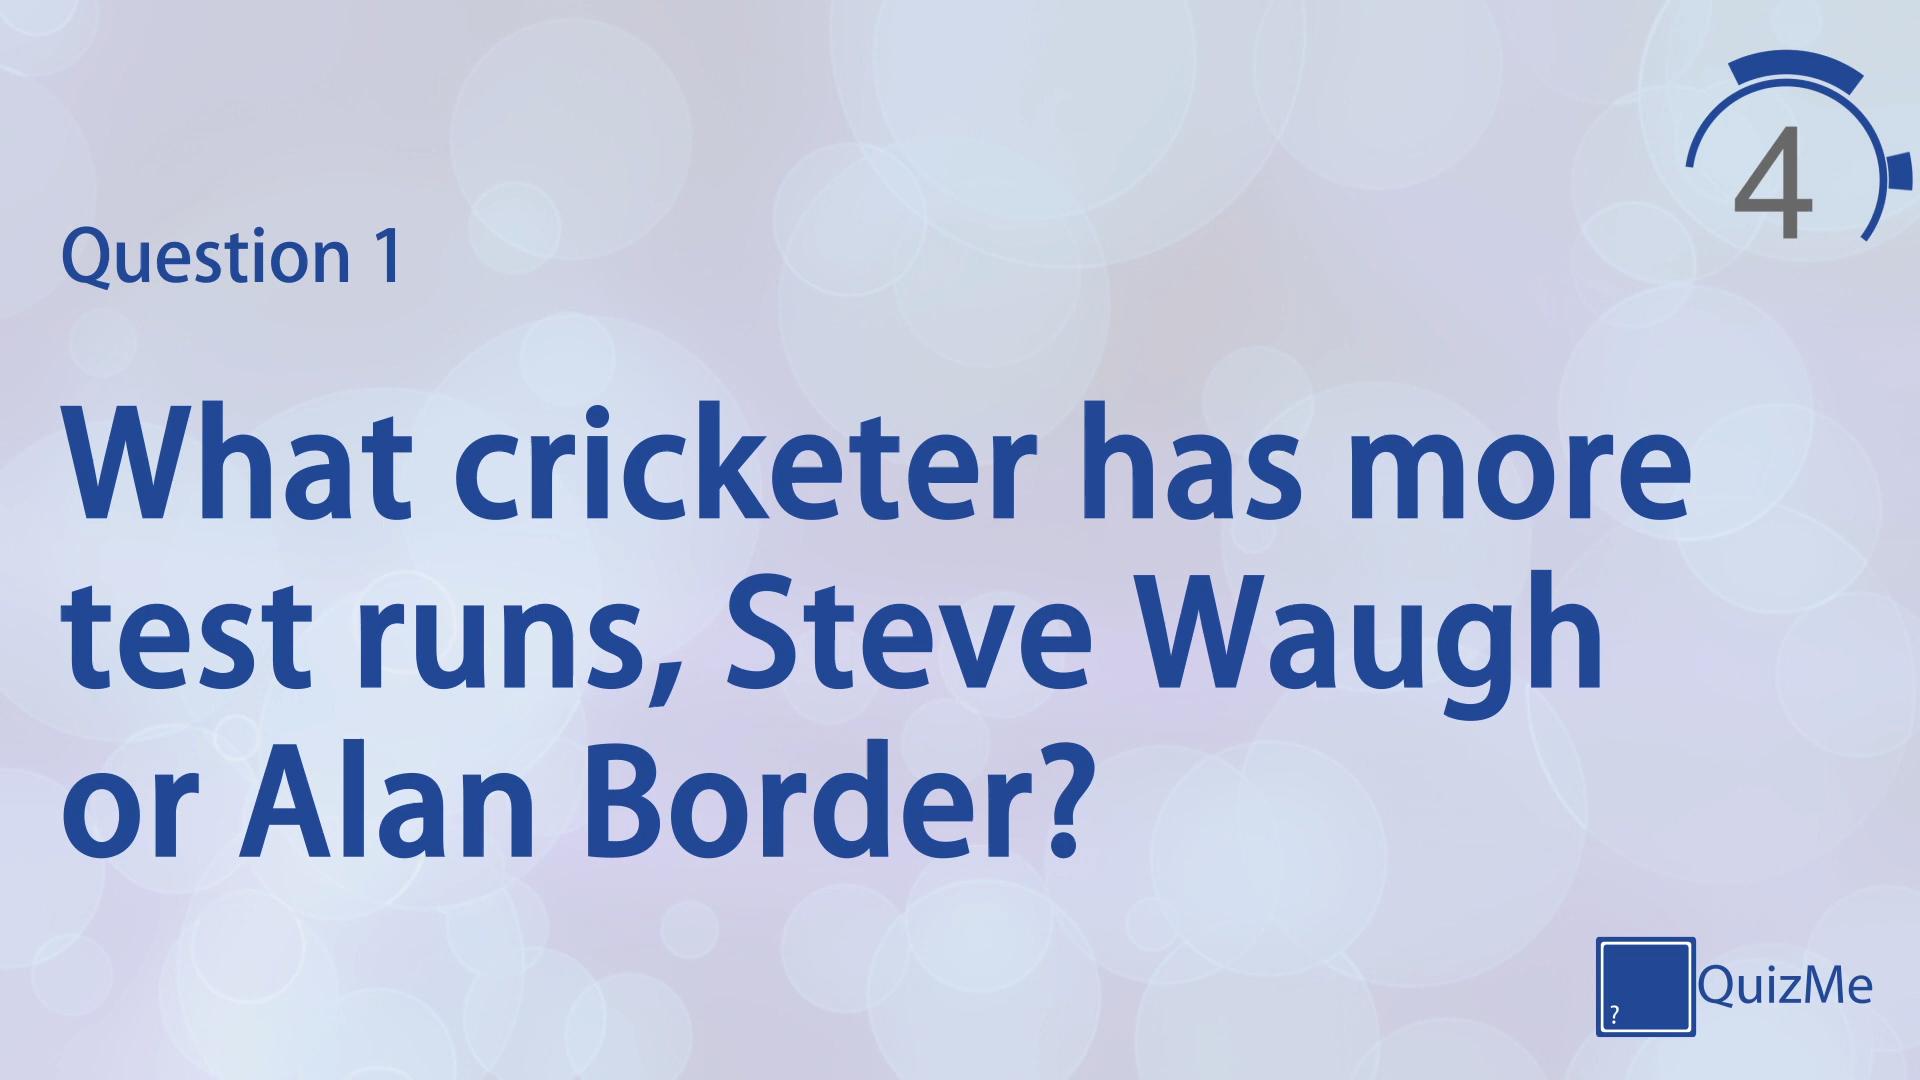 4
Question 1
What cricketer has more
test runs, Steve Waugh
or Alan Border?
?
QuizMe